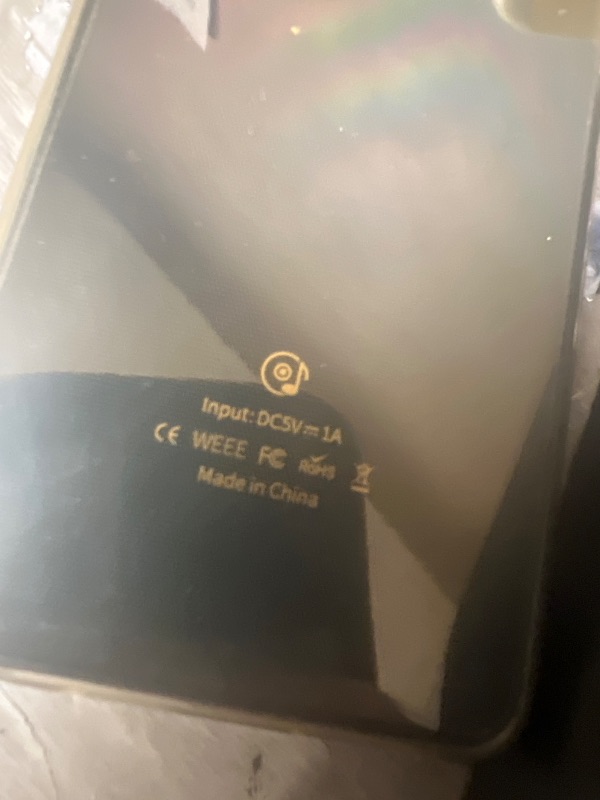 Input: DC5V⎓1A
CE WEEE FC RoHS
Made in China